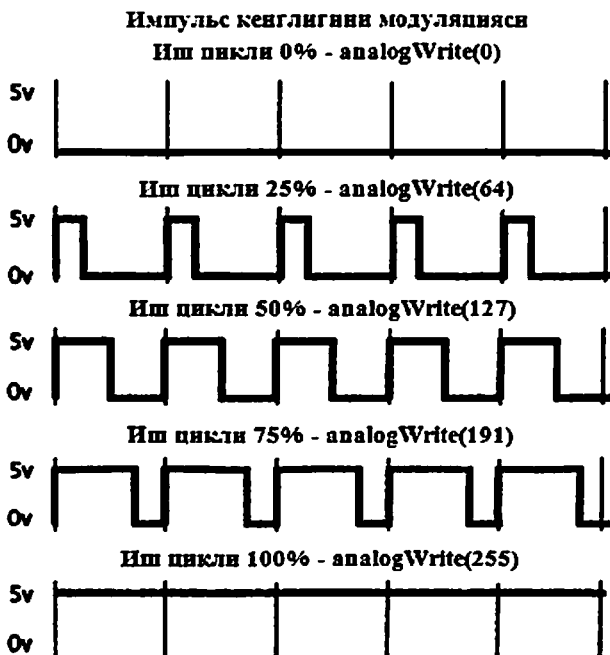 Импульс кенглигини модуляцияси
Иш цикли 0% - analogWrite(0)
5v
0v
Иш цикли 25% - analogWrite(64)
5v
0v
Иш цикли 50% - analogWrite(127)
5v
0v
Иш цикли 75% - analogWrite(191)
5v
0v
Иш цикли 100% - analogWrite(255)
5v
0v